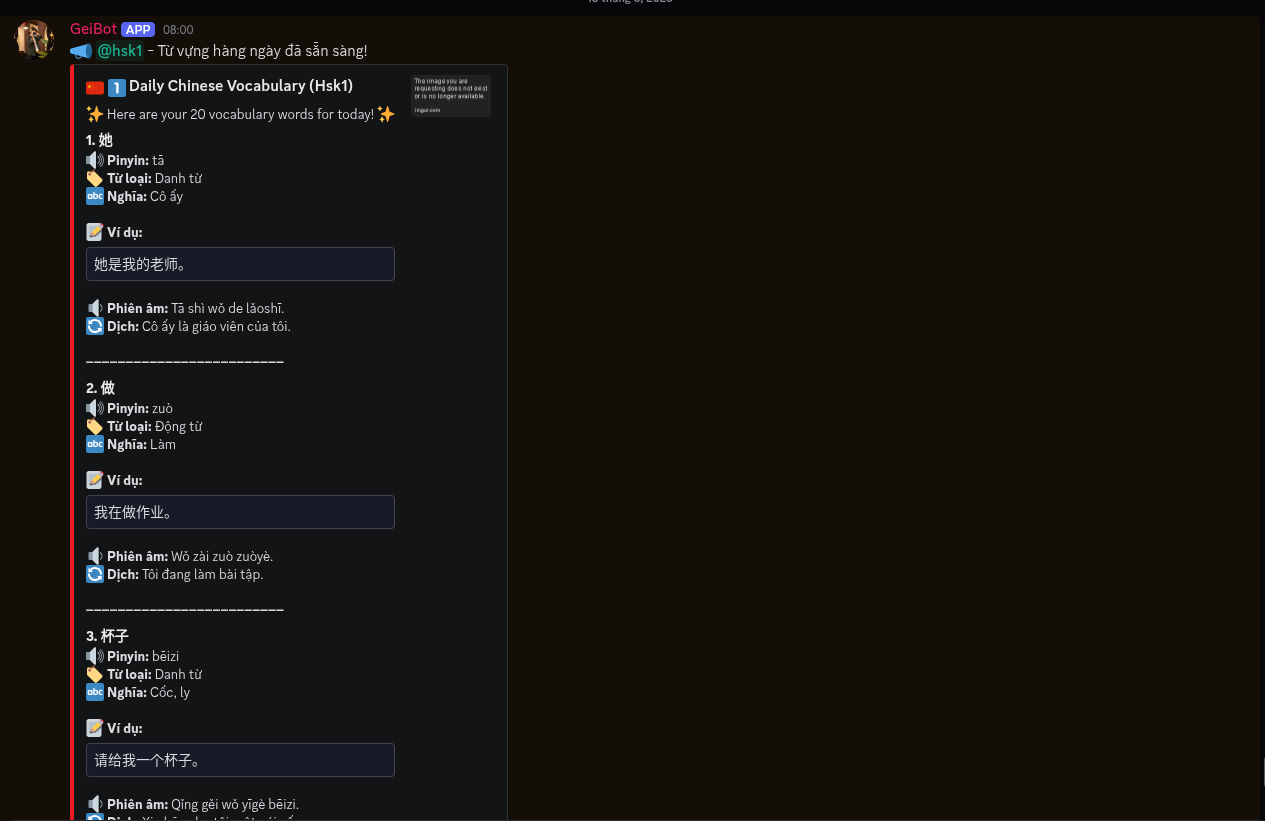 GeiBot APP 08:00
@hsk1 - Từ vựng hàng ngày đã sẵn sàng!
1 Daily Chinese Vocabulary (Hsk1)
The image you are
requesting does not exist
or is no longer available.
imgur.com
Here are your 20 vocabulary words for today!
1. 她
Pinyin: tā
Từ loại: Danh từ
abc Nghĩa: Cô ấy
Ví dụ:
她是我的老师。
Phiên âm: Tā shì wǒ de lǎoshī.
Dịch: Cô ấy là giáo viên của tôi.
─────────────────────────
2. 做
Pinyin: zuò
Từ loại: Động từ
abc Nghĩa: Làm
Ví dụ:
我在做作业。
Phiên âm: Wǒ zài zuò zuòyè.
Dịch: Tôi đang làm bài tập.
─────────────────────────
3. 杯子
Pinyin: bēizi
Từ loại: Danh từ
abc Nghĩa: Cốc, ly
Ví dụ:
请给我一个杯子。
Phiên âm: Qǐng gěi wǒ yīgè bēizi.